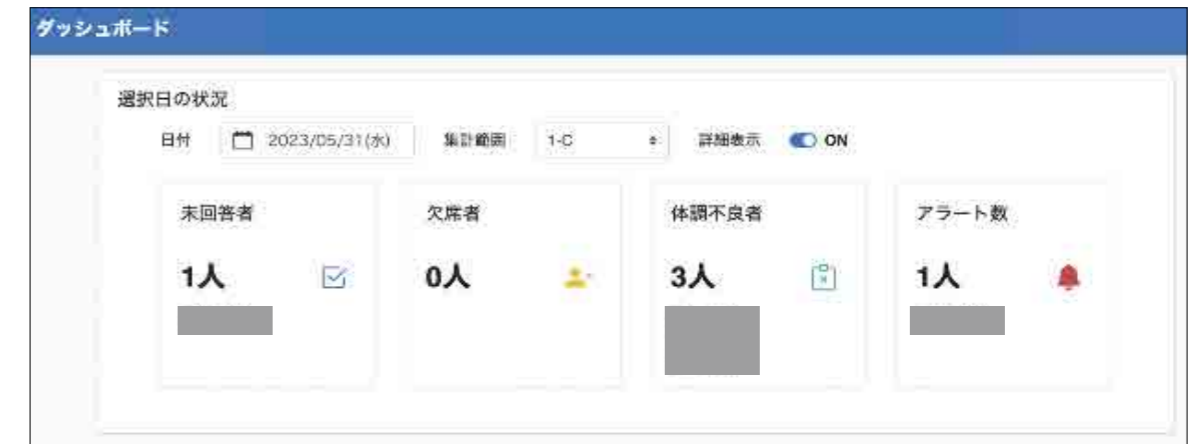 ダッシュボード
選択日の状況
日付 2023/05/31(水) 集計範囲 1-C 詳細表示 ON
未回答者 欠席者 体調不良者 アラート数
1人 0人 3人 1人